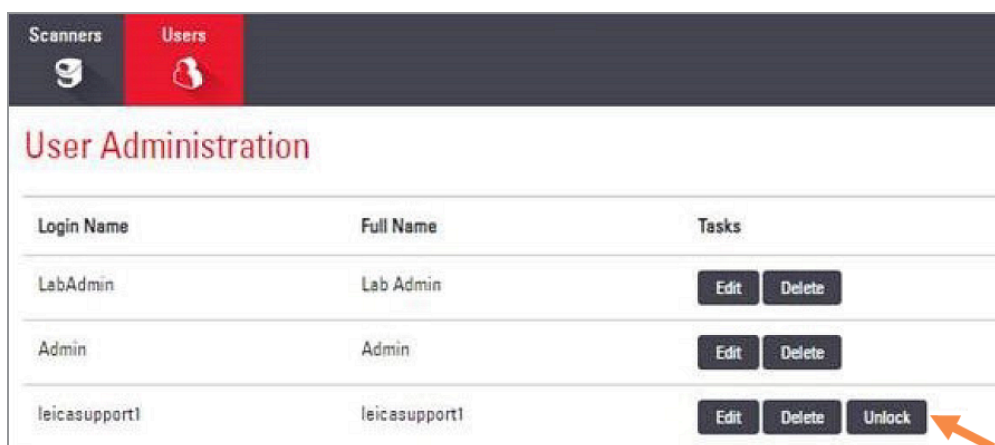 Scanners Users
User Administration
Login Name Full Name Tasks
LabAdmin Lab Admin Edit Delete
Admin Admin Edit Delete
leicasupport1 leicasupport1 Edit Delete Unlock